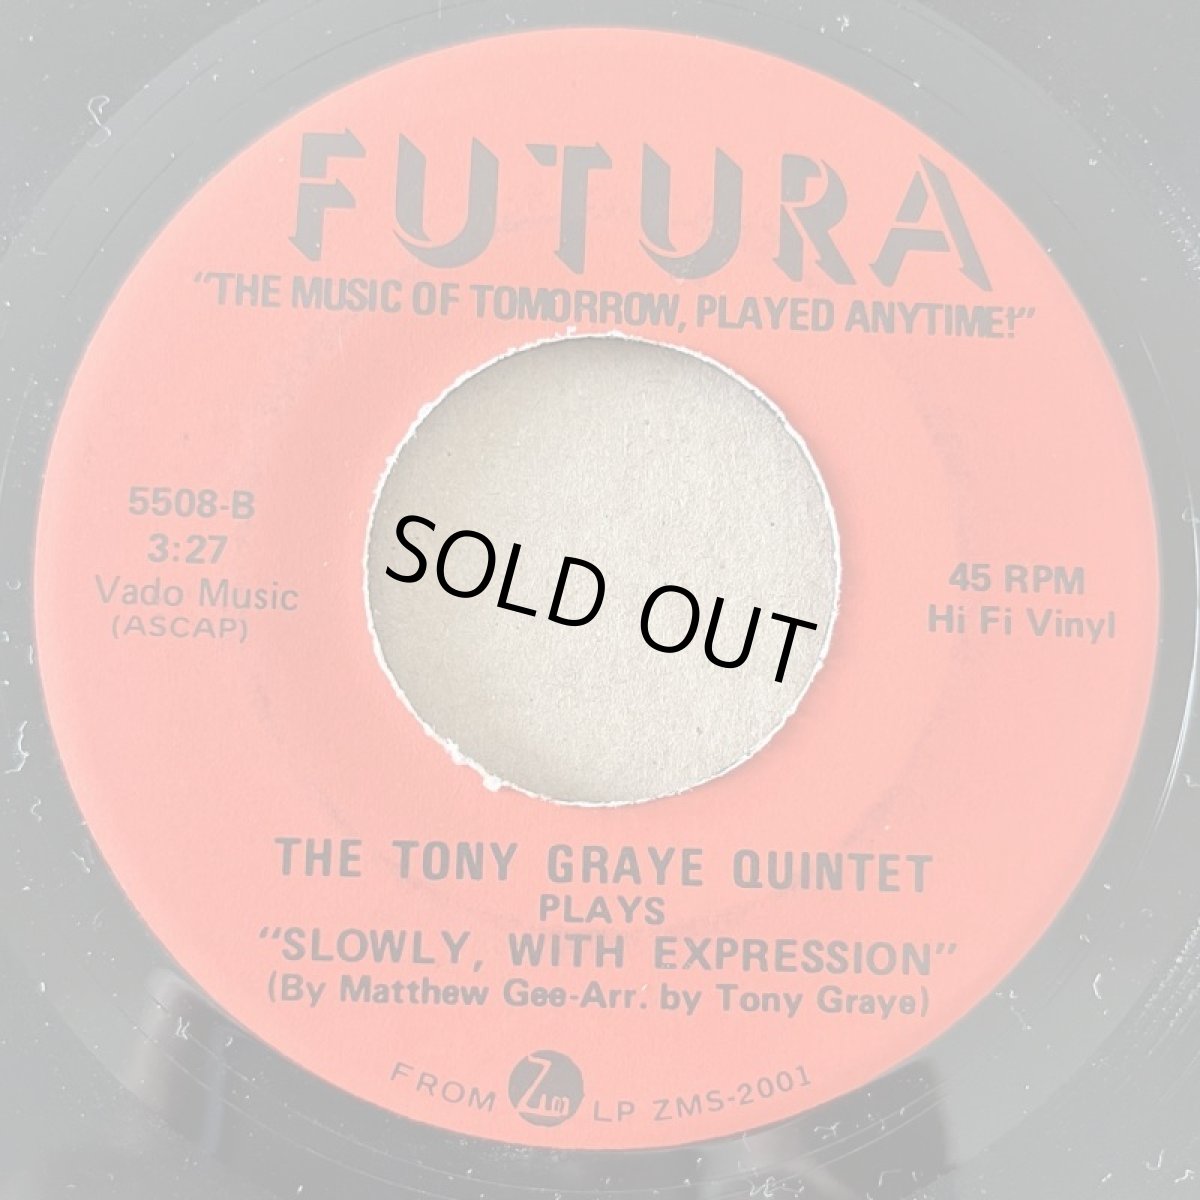 FUTURA
"THE MUSIC OF TOMORROW, PLAYED ANYTIME!"
5508-B
3:27
Vado Music
(ASCAP)
45 RPM
Hi Fi Vinyl
SOLD OUT
THE TONY GRAYE QUINTET
PLAYS
"SLOWLY, WITH EXPRESSION"
(By Matthew Gee-Arr. by Tony Graye)
FROM Zim LP ZMS-2001